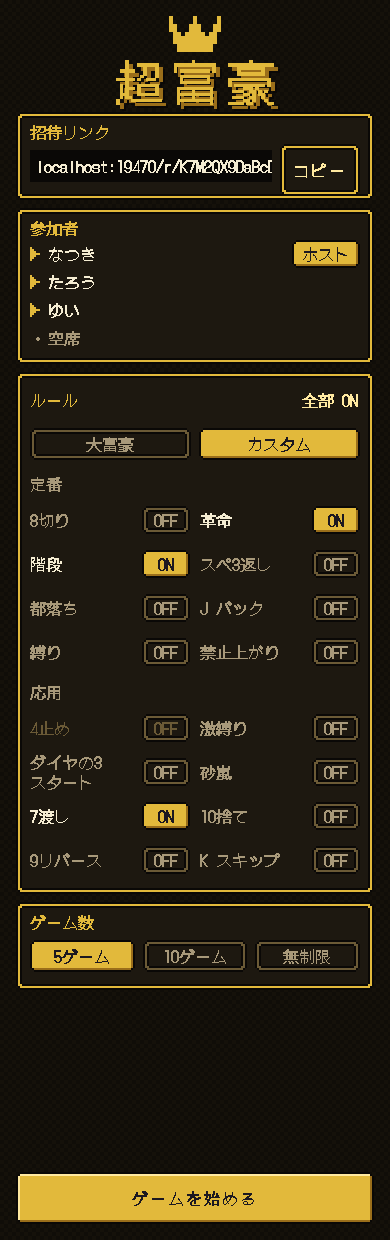 超富豪
招待リンク
localhost:19470/r/K7M2QX9DaBc
コピー
参加者
なつき ホスト
たろう
ゆい
・空席
ルール 全部 ON
大富豪 カスタム
定番
8切り OFF 革命 ON
階段 ON スペ3返し OFF
都落ち OFF J バック OFF
縛り OFF 禁止上がり OFF
応用
4止め OFF 激縛り OFF
ダイヤの3
スタート OFF 砂嵐 OFF
7渡し ON 10捨て OFF
9リバース OFF K スキップ OFF
ゲーム数
5ゲーム 10ゲーム 無制限
ゲームを始める